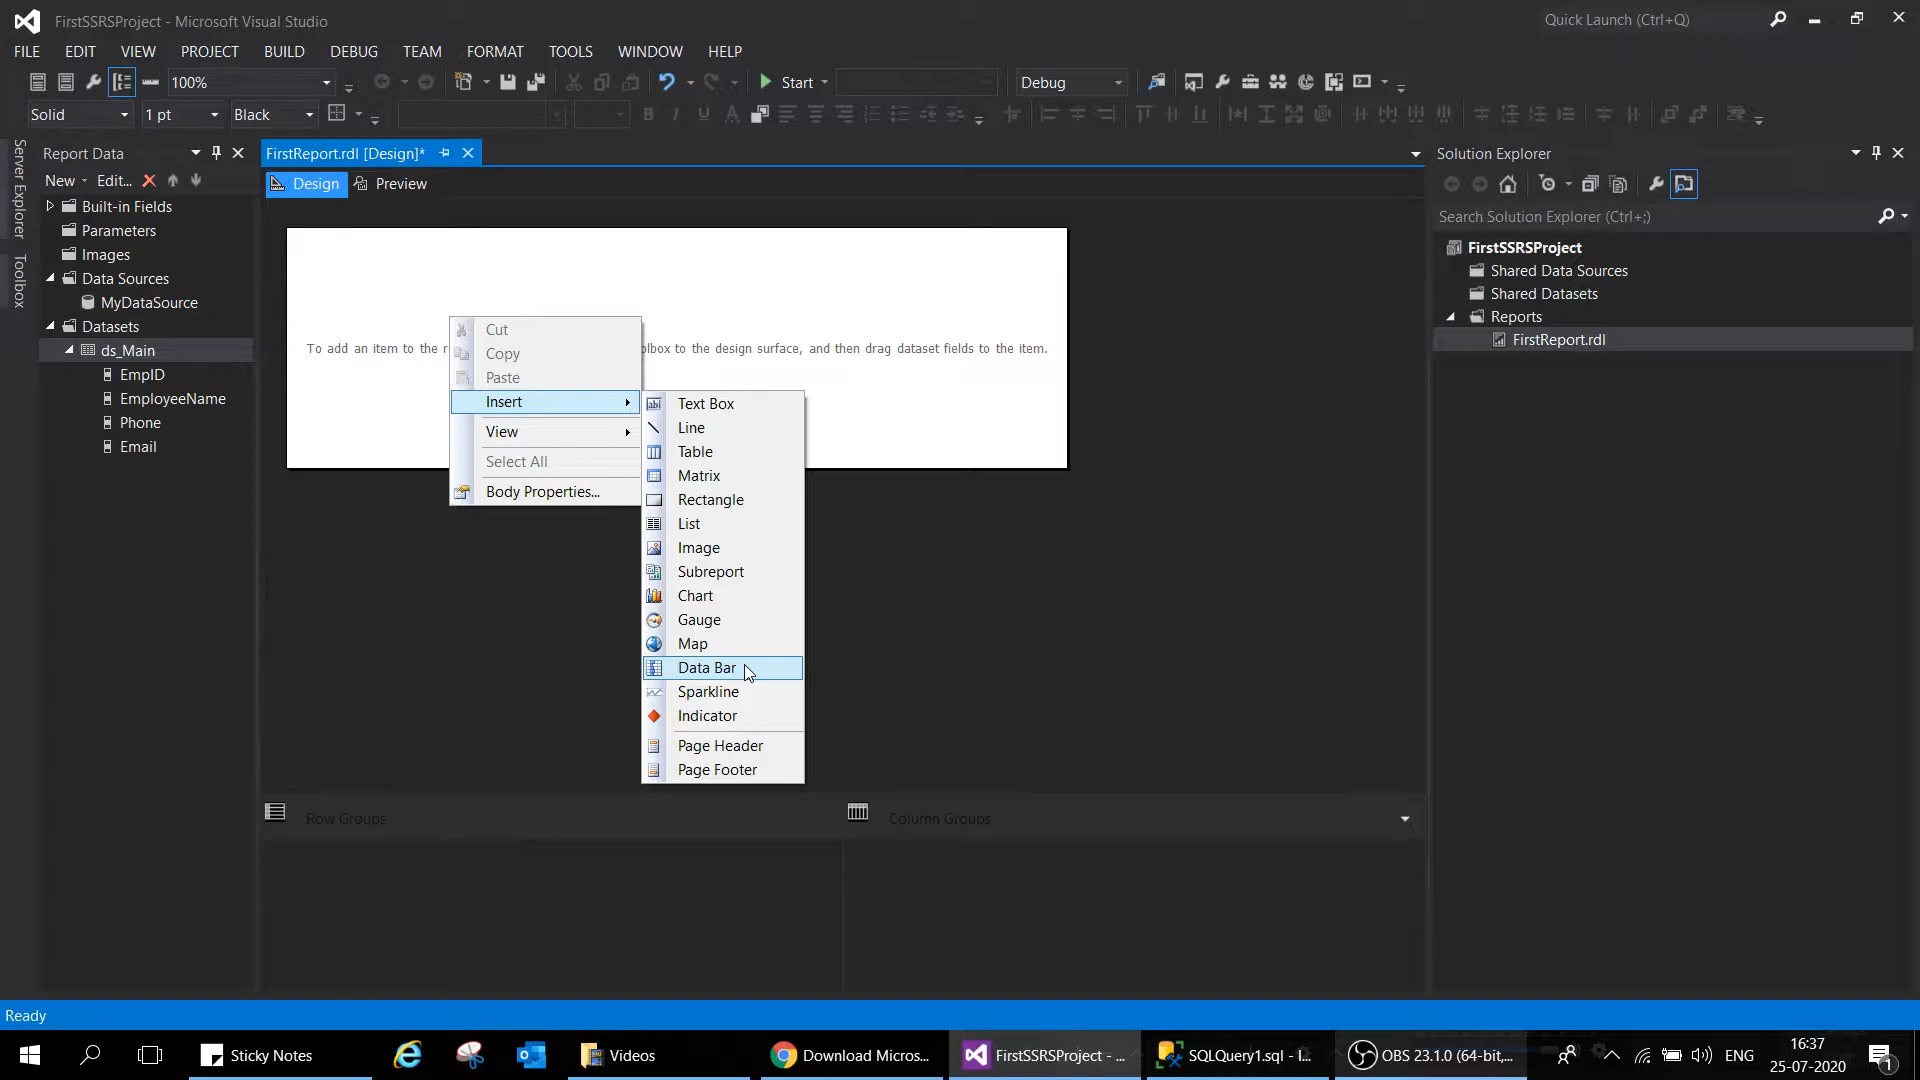 FirstSSRSProject - Microsoft Visual Studio
Quick Launch (Ctrl+Q)
FILE EDIT VIEW PROJECT BUILD DEBUG TEAM FORMAT TOOLS WINDOW HELP
100%
Start
Debug
Solid
1 pt
Black
Server Explorer
Toolbox
Report Data
New
Edit...
Built-in Fields
Parameters
Images
Data Sources
MyDataSource
Datasets
ds_Main
EmpID
EmployeeName
Phone
Email
FirstReport.rdl [Design]*
Design
Preview
To add an item to the r
lbox to the design surface, and then drag dataset fields to the item.
Cut
Copy
Paste
Insert
View
Select All
Body Properties...
Text Box
Line
Table
Matrix
Rectangle
List
Image
Subreport
Chart
Gauge
Map
Data Bar
Sparkline
Indicator
Page Header
Page Footer
Row Groups
Column Groups
Solution Explorer
Search Solution Explorer (Ctrl+;)
FirstSSRSProject
Shared Data Sources
Shared Datasets
Reports
FirstReport.rdl
Ready
Sticky Notes
Videos
Download Micros...
FirstSSRSProject - ...
SQLQuery1.sql - l...
OBS 23.1.0 (64-bit,...
ENG
16:37
25-07-2020
1